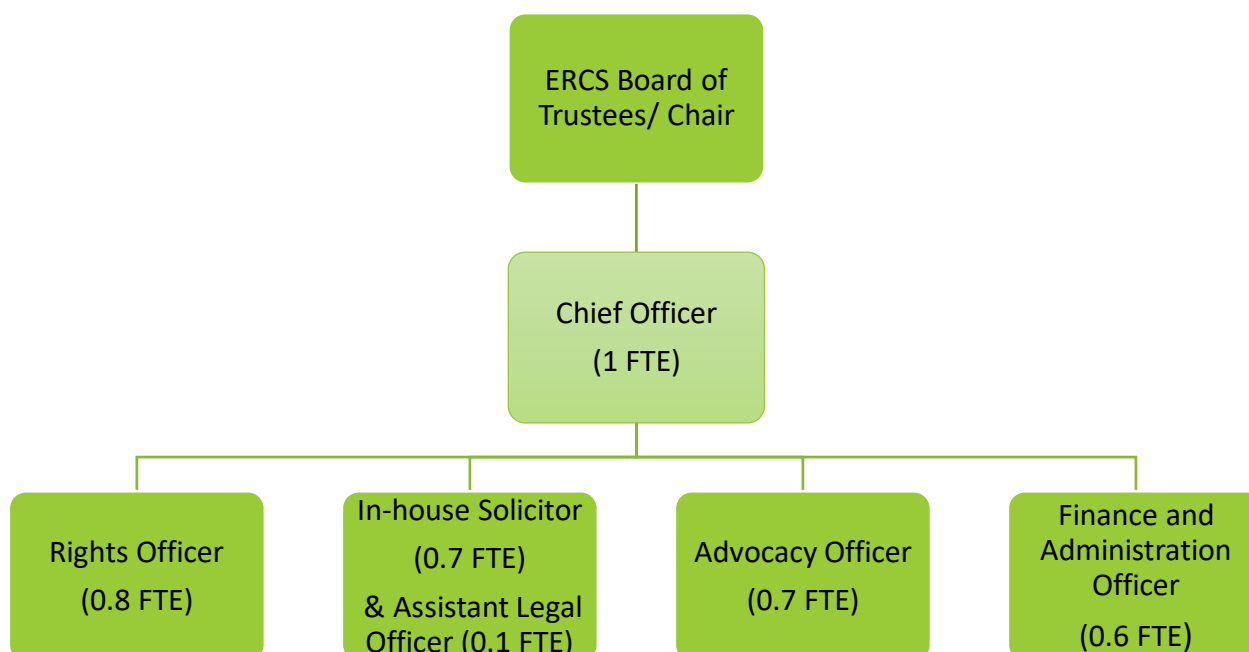 ERCS Board of
Trustees/ Chair
Chief Officer
(1 FTE)
Rights Officer
(0.8 FTE)
In-house Solicitor
(0.7 FTE)
& Assistant Legal
Officer (0.1 FTE)
Advocacy Officer
(0.7 FTE)
Finance and
Administration
Officer
(0.6 FTE)